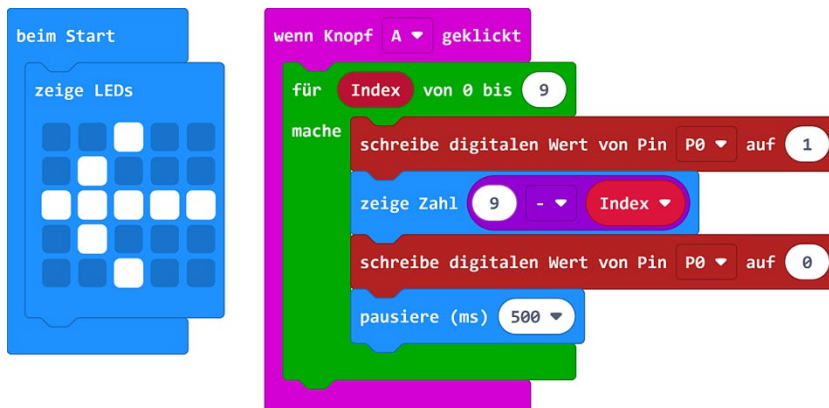 beim Start
zeige LEDs
wenn Knopf A geklickt
für Index von 0 bis 9
mache
schreibe digitalen Wert von Pin P0 auf 1
zeige Zahl 9 - Index
schreibe digitalen Wert von Pin P0 auf 0
pausiere (ms) 500